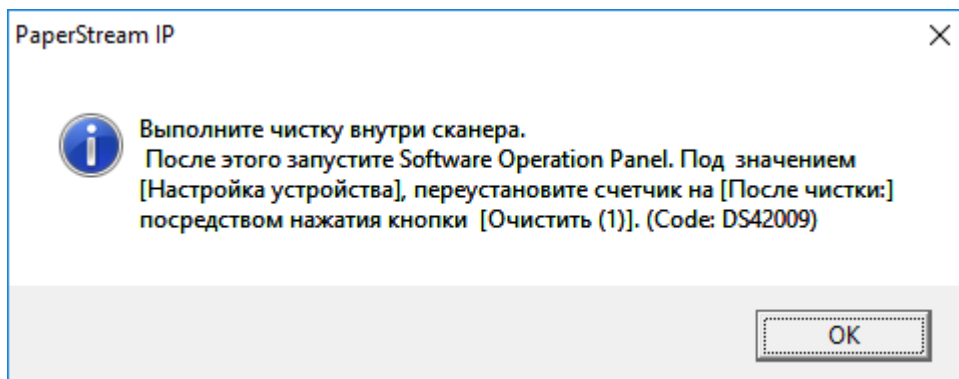 PaperStream IP
Выполните чистку внутри сканера.
После этого запустите Software Operation Panel. Под значением
[Настройка устройства], переустановите счетчик на [После чистки:]
посредством нажатия кнопки [Очистить (1)]. (Code: DS42009)
OK